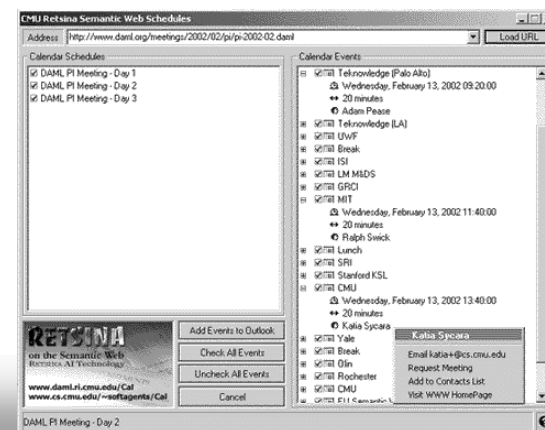 CMU Retsina Semantic Web Schedules
Address http://www.daml.org/meetings/2002/02/pi/pi-2002-02.daml Load URL
Calendar Schedules
DAML PI Meeting - Day 1
DAML PI Meeting - Day 2
DAML PI Meeting - Day 3
Calendar Events
Teknowledge (Palo Alto)
Wednesday, February 13, 2002 09:20:00
20 minutes
Adam Pease
Teknowledge (LA)
UWF
Break
ISI
LM M&DS
GRCI
MIT
Wednesday, February 13, 2002 11:40:00
20 minutes
Ralph Swick
Lunch
SRI
Stanford KSL
CMU
Wednesday, February 13, 2002 13:40:00
20 minutes
Katia Sycara
Yale
Break
Olin
Rochester
CMU
EU Semantic
Katia Sycara
Email katia+@cs.cmu.edu
Request Meeting
Add to Contacts List
Visit WWW HomePage
RETSINA
on the Semantic Web
Retsina AI Technology
www.daml.ri.cmu.edu/Cal
www.cs.cmu.edu/~softagents/Cal
Add Events to Outlook
Check All Events
Uncheck All Events
Cancel
DAML PI Meeting - Day 2